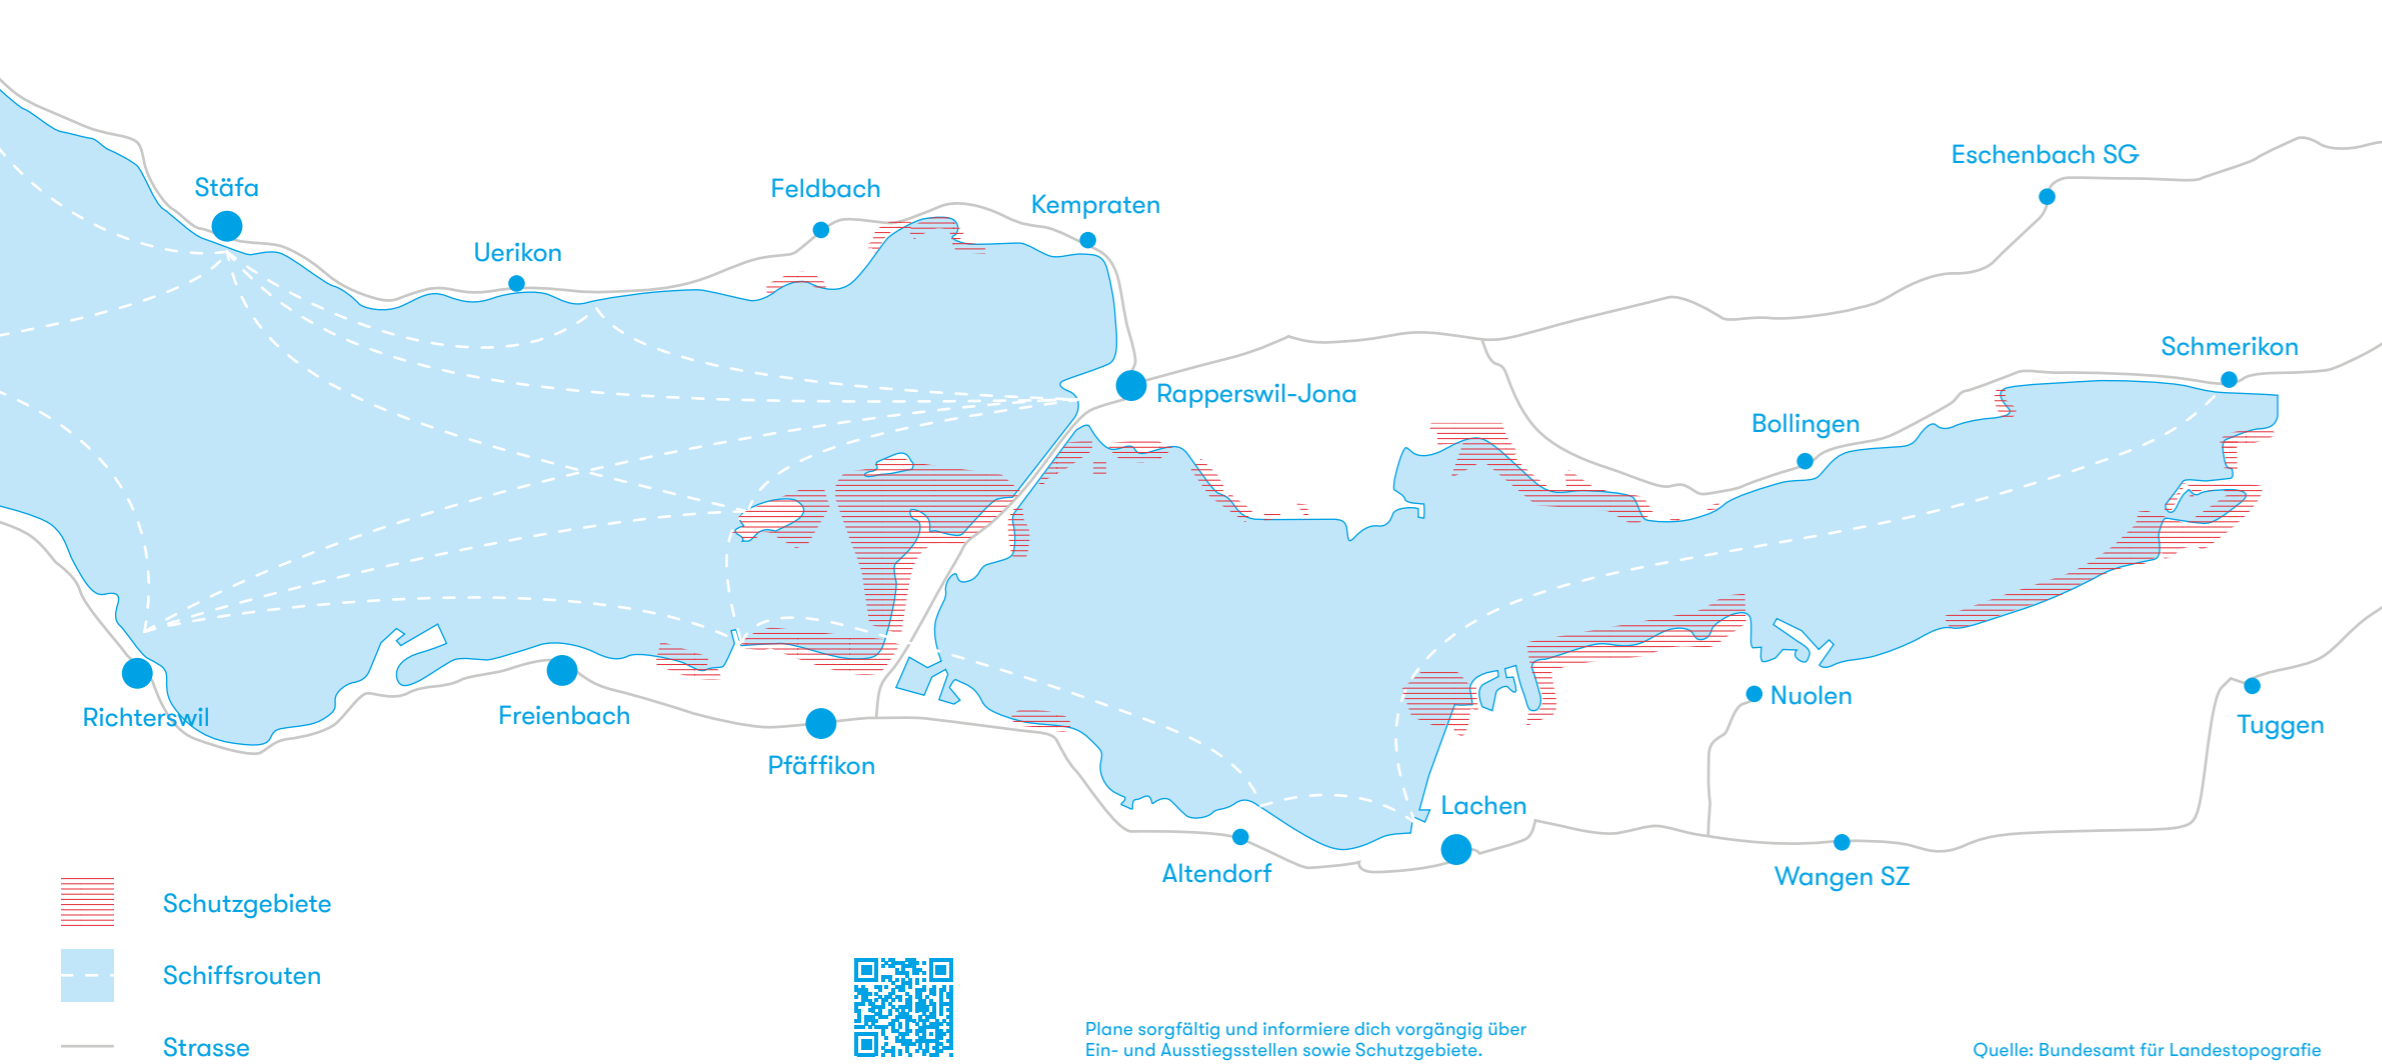 Eschenbach SG
Stäfa
Feldbach
Kempraten
Uerikon
Schmerikon
Rapperswil-Jona
Bollingen
Nuolen
Richterswil
Freienbach
Tuggen
Pfäffikon
Lachen
Altendorf
Wangen SZ
Schutzgebiete
Schiffsrouten
Strasse
Plane sorgfältig und informiere dich vorgängig über
Ein- und Ausstiegsstellen sowie Schutzgebiete.
Quelle: Bundesamt für Landestopografie